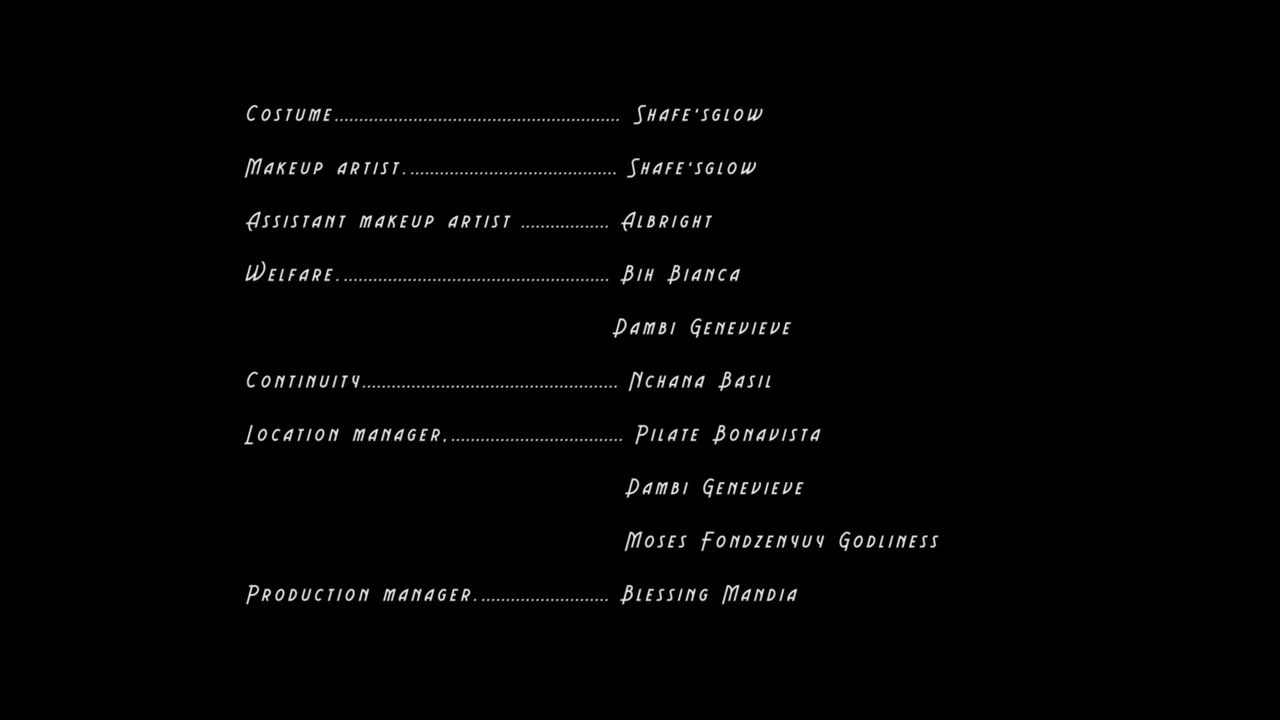 Costume................................................ Shafe'sglow
Makeup artist.................................... Shafe'sglow
Assistant makeup artist .................. Albright
Welfare............................................... Bih Bianca
Dambi Genevieve
Continuity.............................................. Nchana Basil
Location manager,................................... Pilate Bonavista
Dambi Genevieve
Moses Fondzenyuy Godliness
Production manager........................... Blessing Mandia